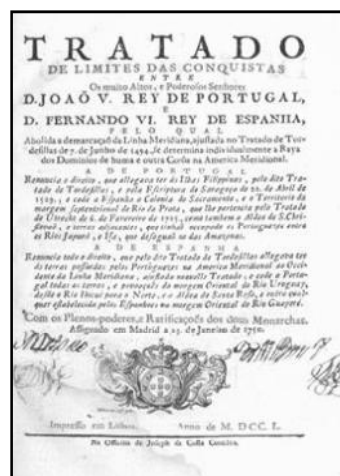 TRATADO
DE LIMITES DAS CONQUISTAS
ENTRE
Os muito Altos, e Poderosos Senhores
D. JOAÕ V. REY DE PORTUGAL,
E
D. FERNANDO VI. REY DE ESPANHA,
PELO QUAL
Abolida a demarcaçaõ da Linha Meridiana, ajustada no Tratado de Tor-
desillas de 7. de Junho de 1494. se determina individualmente a Raya
dos Dominios de huma e outra Corôa na America Meridional.
A DE PORTUGAL
Renuncia o direito, que allegava ter às Ilhas Filippinas, pelo dito Tra-
tado de Tordesillas, e pela Escriptura de Saragoça de 22. de Abril de
1529. e cede a Espanha a Colonia do Sacramento, e o Territorio da
margem septentrional do Rio da Prata, que lhe pertencia pelo Tratado
de Utrecht de 6. de Fevereiro de 1715. como tambem a Aldea de S. Chri-
stovaõ, e terras adjacentes, que tinhaõ occupado os Portuguezes entre
os Rios Japurá, e Isa, que desagua no das Amazonas.
A DE ESPANHA
Renuncia todo o direito, que pelo dito Tratado de Tordesillas allegava ter
às terras possuidas pelos Portuguezes na America Meridional ao Occi-
dente da Linha Meridiana, ajustada naquelle Tratado; e cede a Portu-
gal todas as terras, e povoaçoẽs da margem Oriental do Rio Uruguay,
desde o Rio Ibicui para o Norte, e a Aldea de Santa Rosa, e outra qual-
quer estabelecida pelos Espanhoes na margem Oriental do Rio Guaporé.
Com os Plenos-poderes, e Ratificaçoẽs dos dous Monarchas.
Assignado em Madrid a 13. de Janeiro de 1750.
Impresso em Lisboa. Anno de M. DCC. L.
Na Officina de Joseph da Costa Coimbra.